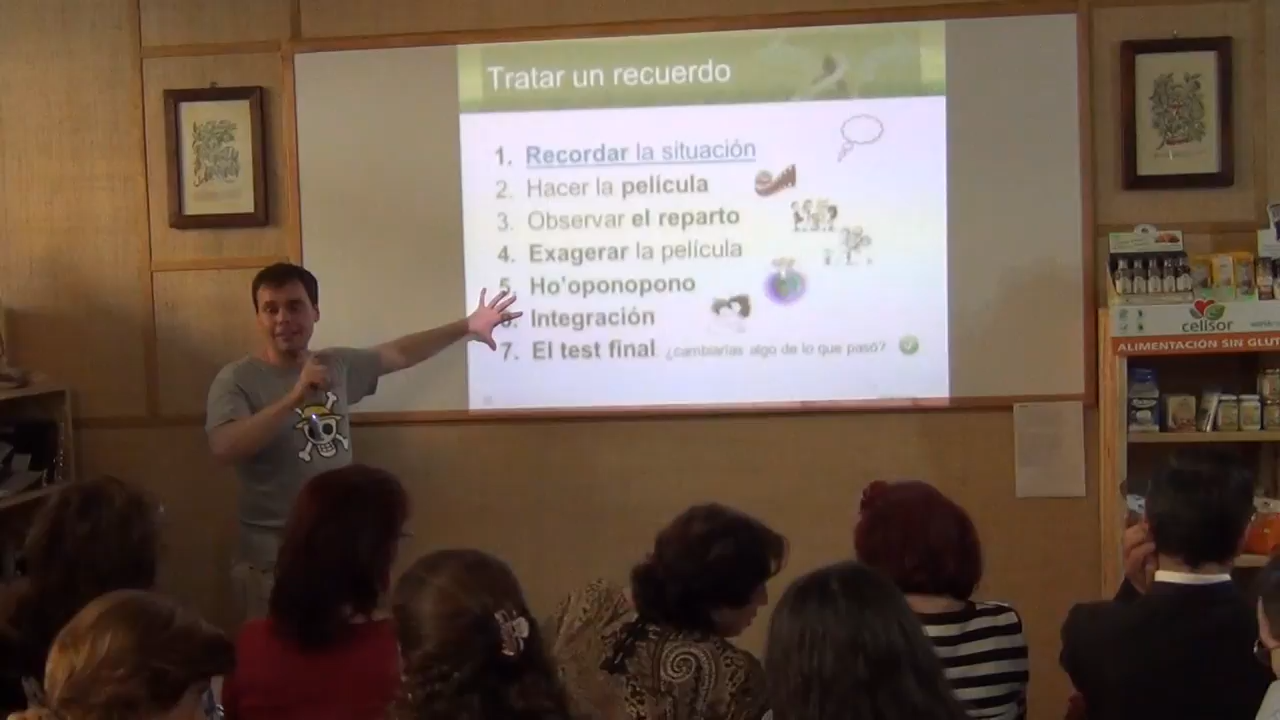 Tratar un recuerdo
1. Recordar la situación
2. Hacer la película
3. Observar el reparto
4. Exagerar la película
5. Ho'oponopono
6. Integración
7. El test final ¿cambiarías algo de lo que pasó?
celisor
ALIMENTACIÓN SIN GLUT